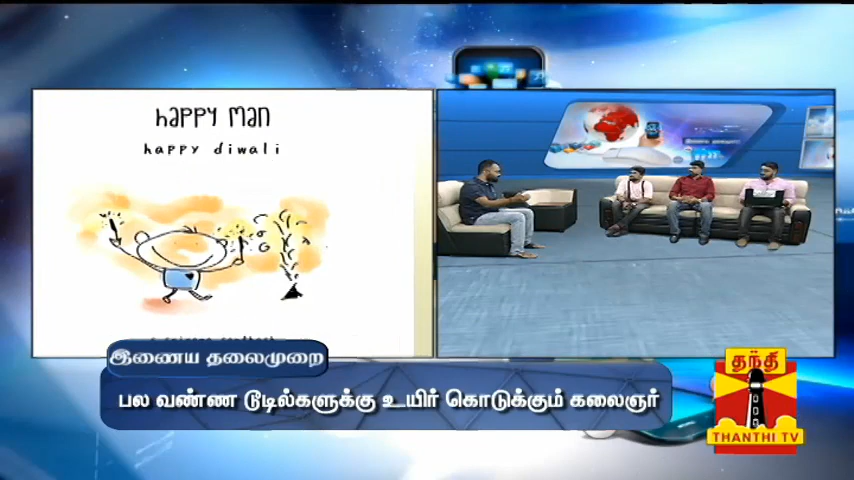 happy man
happy diwali
இணைய தலைமுறை
பல வண்ண டூடில்களுக்கு உயிர் கொடுக்கும் கலைஞர்
தந்தி
THANTHI TV